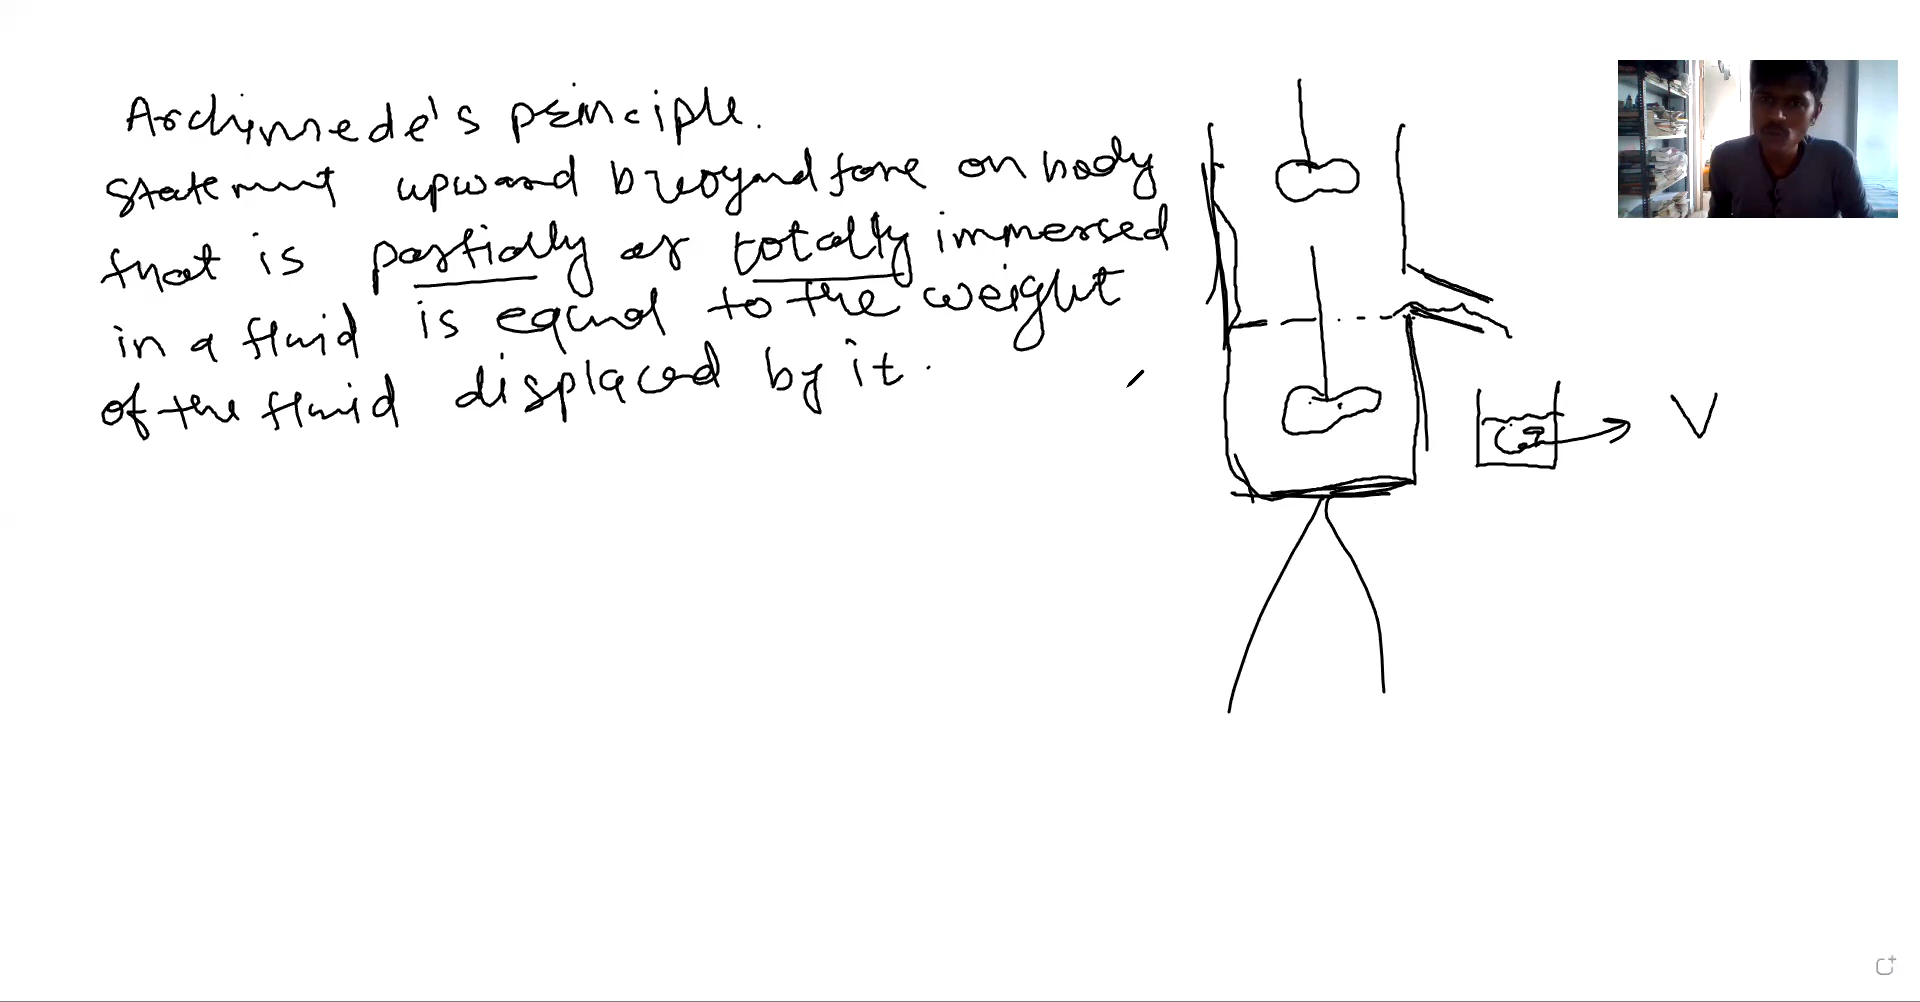 Archimede's principle.
Statement upward buoyand force on body
that is partially or totally immersed
in a fluid is equal to the weight
of the fluid displaced by it.
V